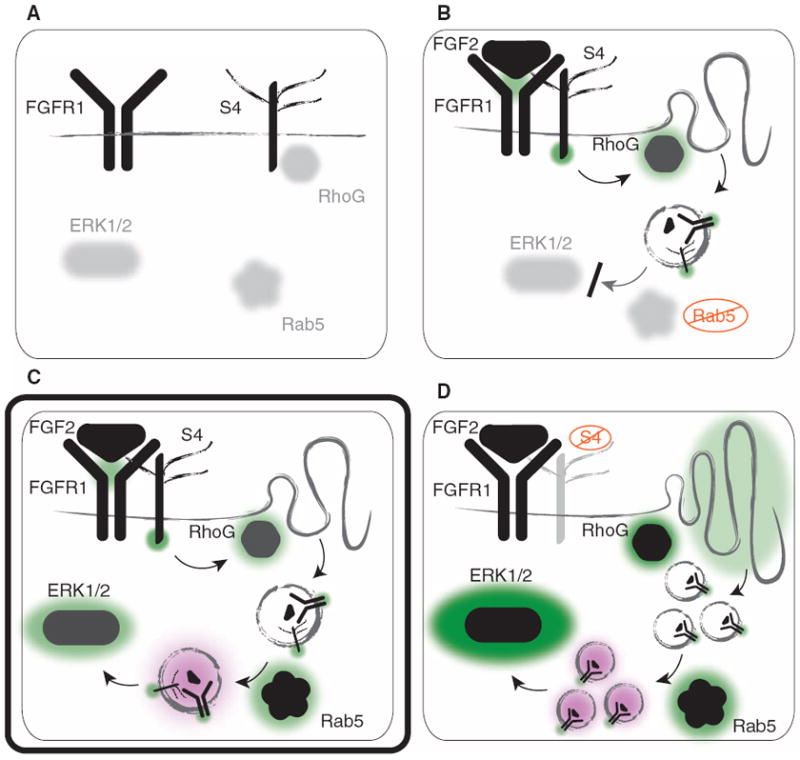 A
FGFR1
S4
RhoG
ERK1/2
Rab5
B
FGF2
S4
FGFR1
RhoG
ERK1/2
Rab5
C
FGF2
S4
FGFR1
RhoG
ERK1/2
Rab5
D
FGF2
S4
FGFR1
RhoG
ERK1/2
Rab5